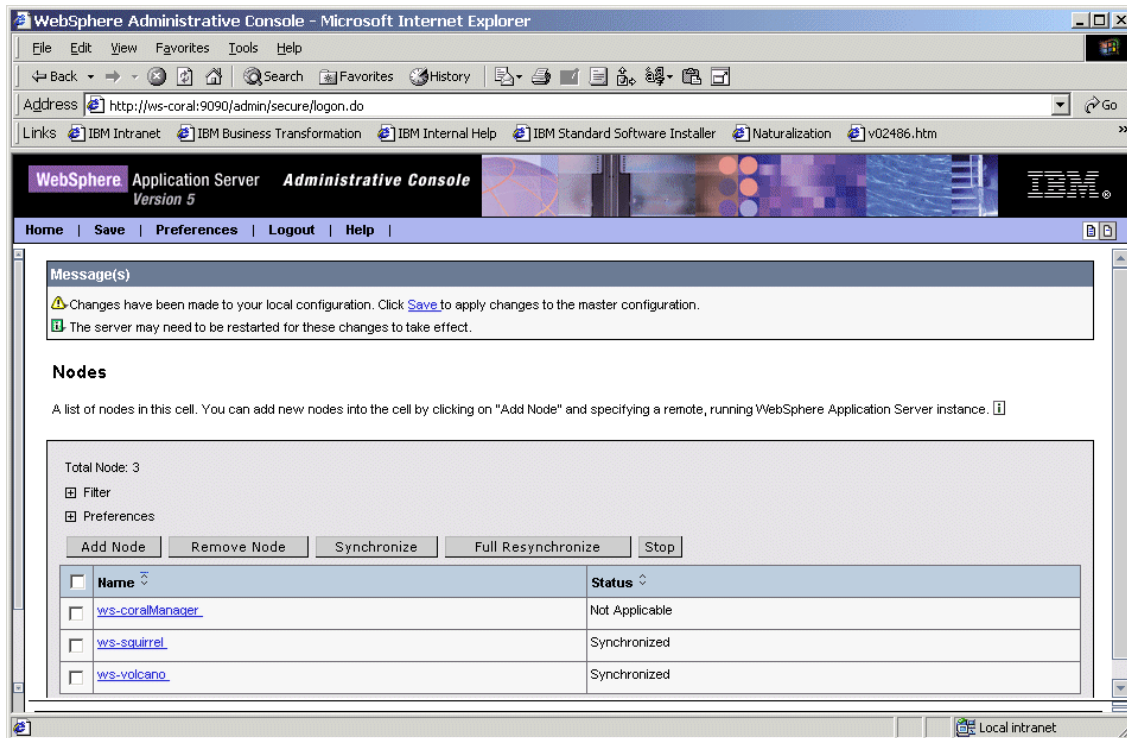 WebSphere Administrative Console - Microsoft Internet Explorer
File Edit View Favorites Tools Help
Back Search Favorites History
Address http://ws-coral:9090/admin/secure/logon.do Go
Links IBM Intranet IBM Business Transformation IBM Internal Help IBM Standard Software Installer Naturalization v02486.htm »
WebSphere. Application Server Administrative Console
Version 5
IBM®
Home | Save | Preferences | Logout | Help |
Message(s)
Changes have been made to your local configuration. Click Save to apply changes to the master configuration.
The server may need to be restarted for these changes to take effect.
Nodes
A list of nodes in this cell. You can add new nodes into the cell by clicking on "Add Node" and specifying a remote, running WebSphere Application Server instance. i
Total Node: 3
Filter
Preferences
Add Node Remove Node Synchronize Full Resynchronize Stop
Name Status
ws-coralManager Not Applicable
ws-squirrel Synchronized
ws-volcano Synchronized
Local intranet